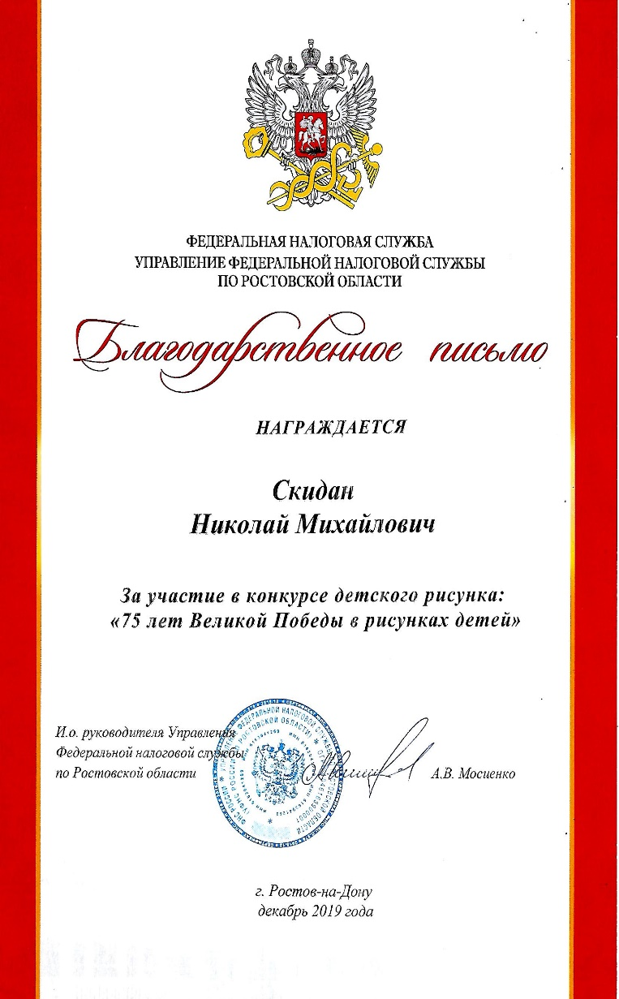 ФЕДЕРАЛЬНАЯ НАЛОГОВАЯ СЛУЖБА
УПРАВЛЕНИЕ ФЕДЕРАЛЬНОЙ НАЛОГОВОЙ СЛУЖБЫ
ПО РОСТОВСКОЙ ОБЛАСТИ
Благодарственное письмо
НАГРАЖДАЕТСЯ
Скидан
Николай Михайлович
За участие в конкурсе детского рисунка:
«75 лет Великой Победы в рисунках детей»
И.о. руководителя Управления
Федеральной налоговой службы
по Ростовской области
А.В. Мосиенко
г. Ростов-на-Дону
декабрь 2019 года